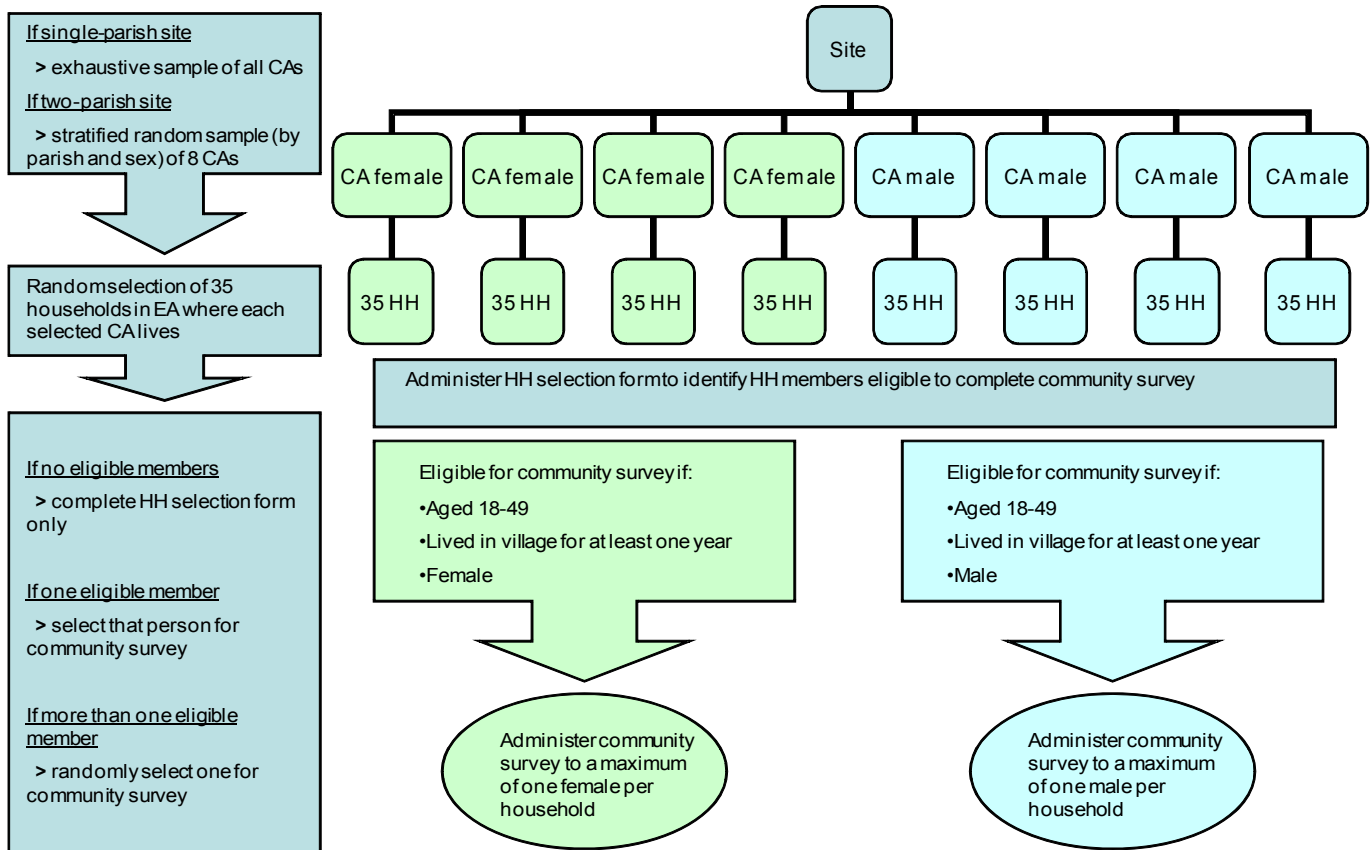 If single-parish site
> exhaustive sample of all CAs
If two-parish site
> stratified random sample (by
parish and sex) of 8 CAs
Random selection of 35
households in EA where each
selected CA lives
If no eligible members
> complete HH selection form
only
If one eligible member
> select that person for
community survey
If more than one eligible
member
> randomly select one for
community survey
Site
CA female
CA female
CA female
CA female
CA male
CA male
CA male
CA male
35 HH
35 HH
35 HH
35 HH
35 HH
35 HH
35 HH
35 HH
Administer HH selection form to identify HH members eligible to complete community survey
Eligible for community survey if:
•Aged 18-49
•Lived in village for at least one year
•Female
Administer community
survey to a maximum
of one female per
household
Eligible for community survey if:
•Aged 18-49
•Lived in village for at least one year
•Male
Administer community
survey to a maximum
of one male per
household